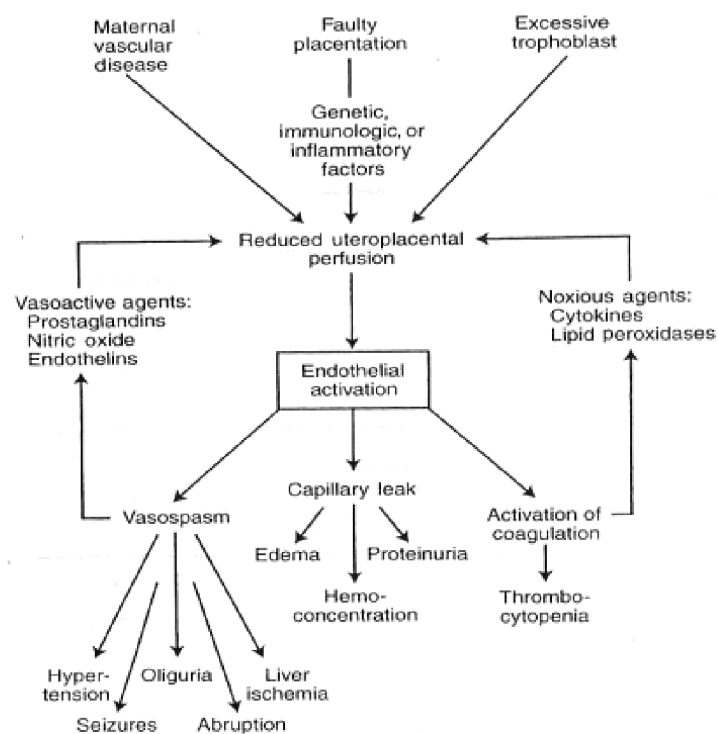 Maternal
vascular
disease
Faulty
placentation
Excessive
trophoblast
Genetic,
immunologic, or
inflammatory
factors
Reduced uteroplacental
perfusion
Vasoactive agents:
Prostaglandins
Nitric oxide
Endothelins
Noxious agents:
Cytokines
Lipid peroxidases
Endothelial
activation
Vasospasm
Capillary leak
Activation of
coagulation
Edema
Proteinuria
Hemo-
concentration
Thrombo-
cytopenia
Hyper-
tension
Oliguria
Liver
ischemia
Seizures
Abruption